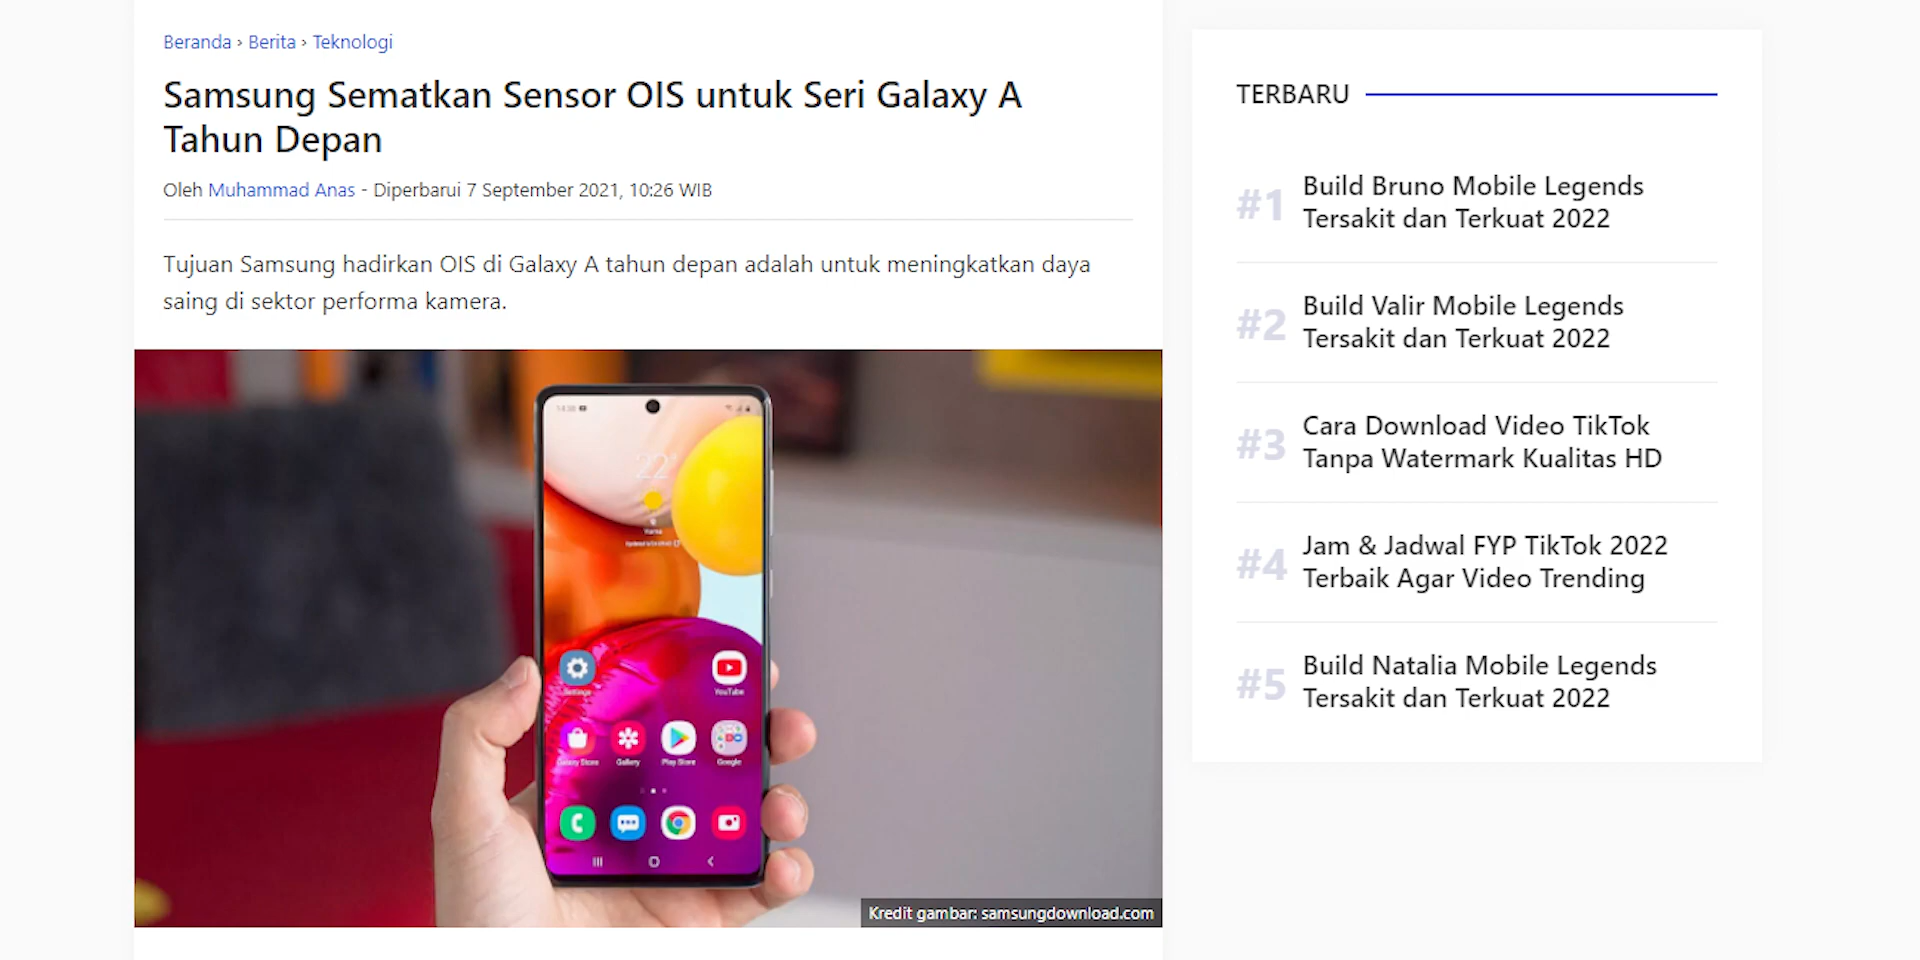 Beranda › Berita › Teknologi
Samsung Sematkan Sensor OIS untuk Seri Galaxy A
Tahun Depan
Oleh Muhammad Anas - Diperbarui 7 September 2021, 10:26 WIB
Tujuan Samsung hadirkan OIS di Galaxy A tahun depan adalah untuk meningkatkan daya
saing di sektor performa kamera.
22°
Settings
YouTube
Galaxy Store
Gallery
Play Store
Google
Kredit gambar: samsungdownload.com
TERBARU
#1
Build Bruno Mobile Legends
Tersakit dan Terkuat 2022
#2
Build Valir Mobile Legends
Tersakit dan Terkuat 2022
#3
Cara Download Video TikTok
Tanpa Watermark Kualitas HD
#4
Jam & Jadwal FYP TikTok 2022
Terbaik Agar Video Trending
#5
Build Natalia Mobile Legends
Tersakit dan Terkuat 2022